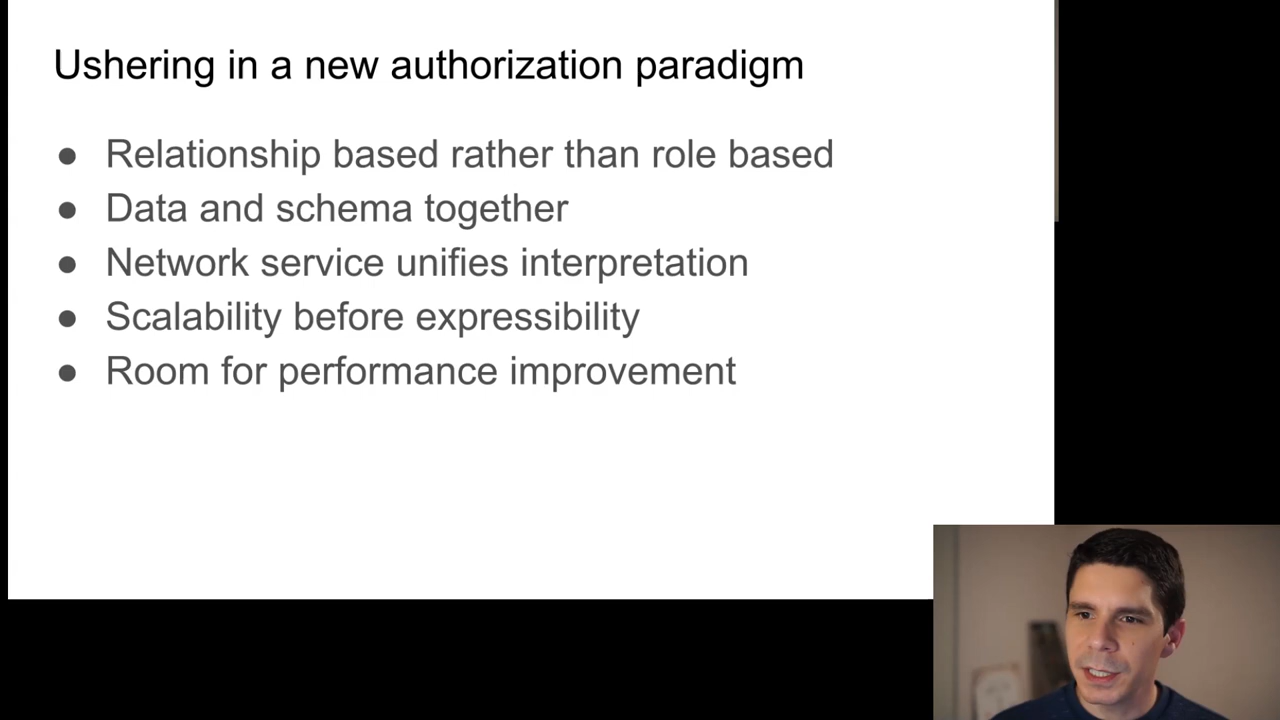 Ushering in a new authorization paradigm
● Relationship based rather than role based
● Data and schema together
● Network service unifies interpretation
● Scalability before expressibility
● Room for performance improvement